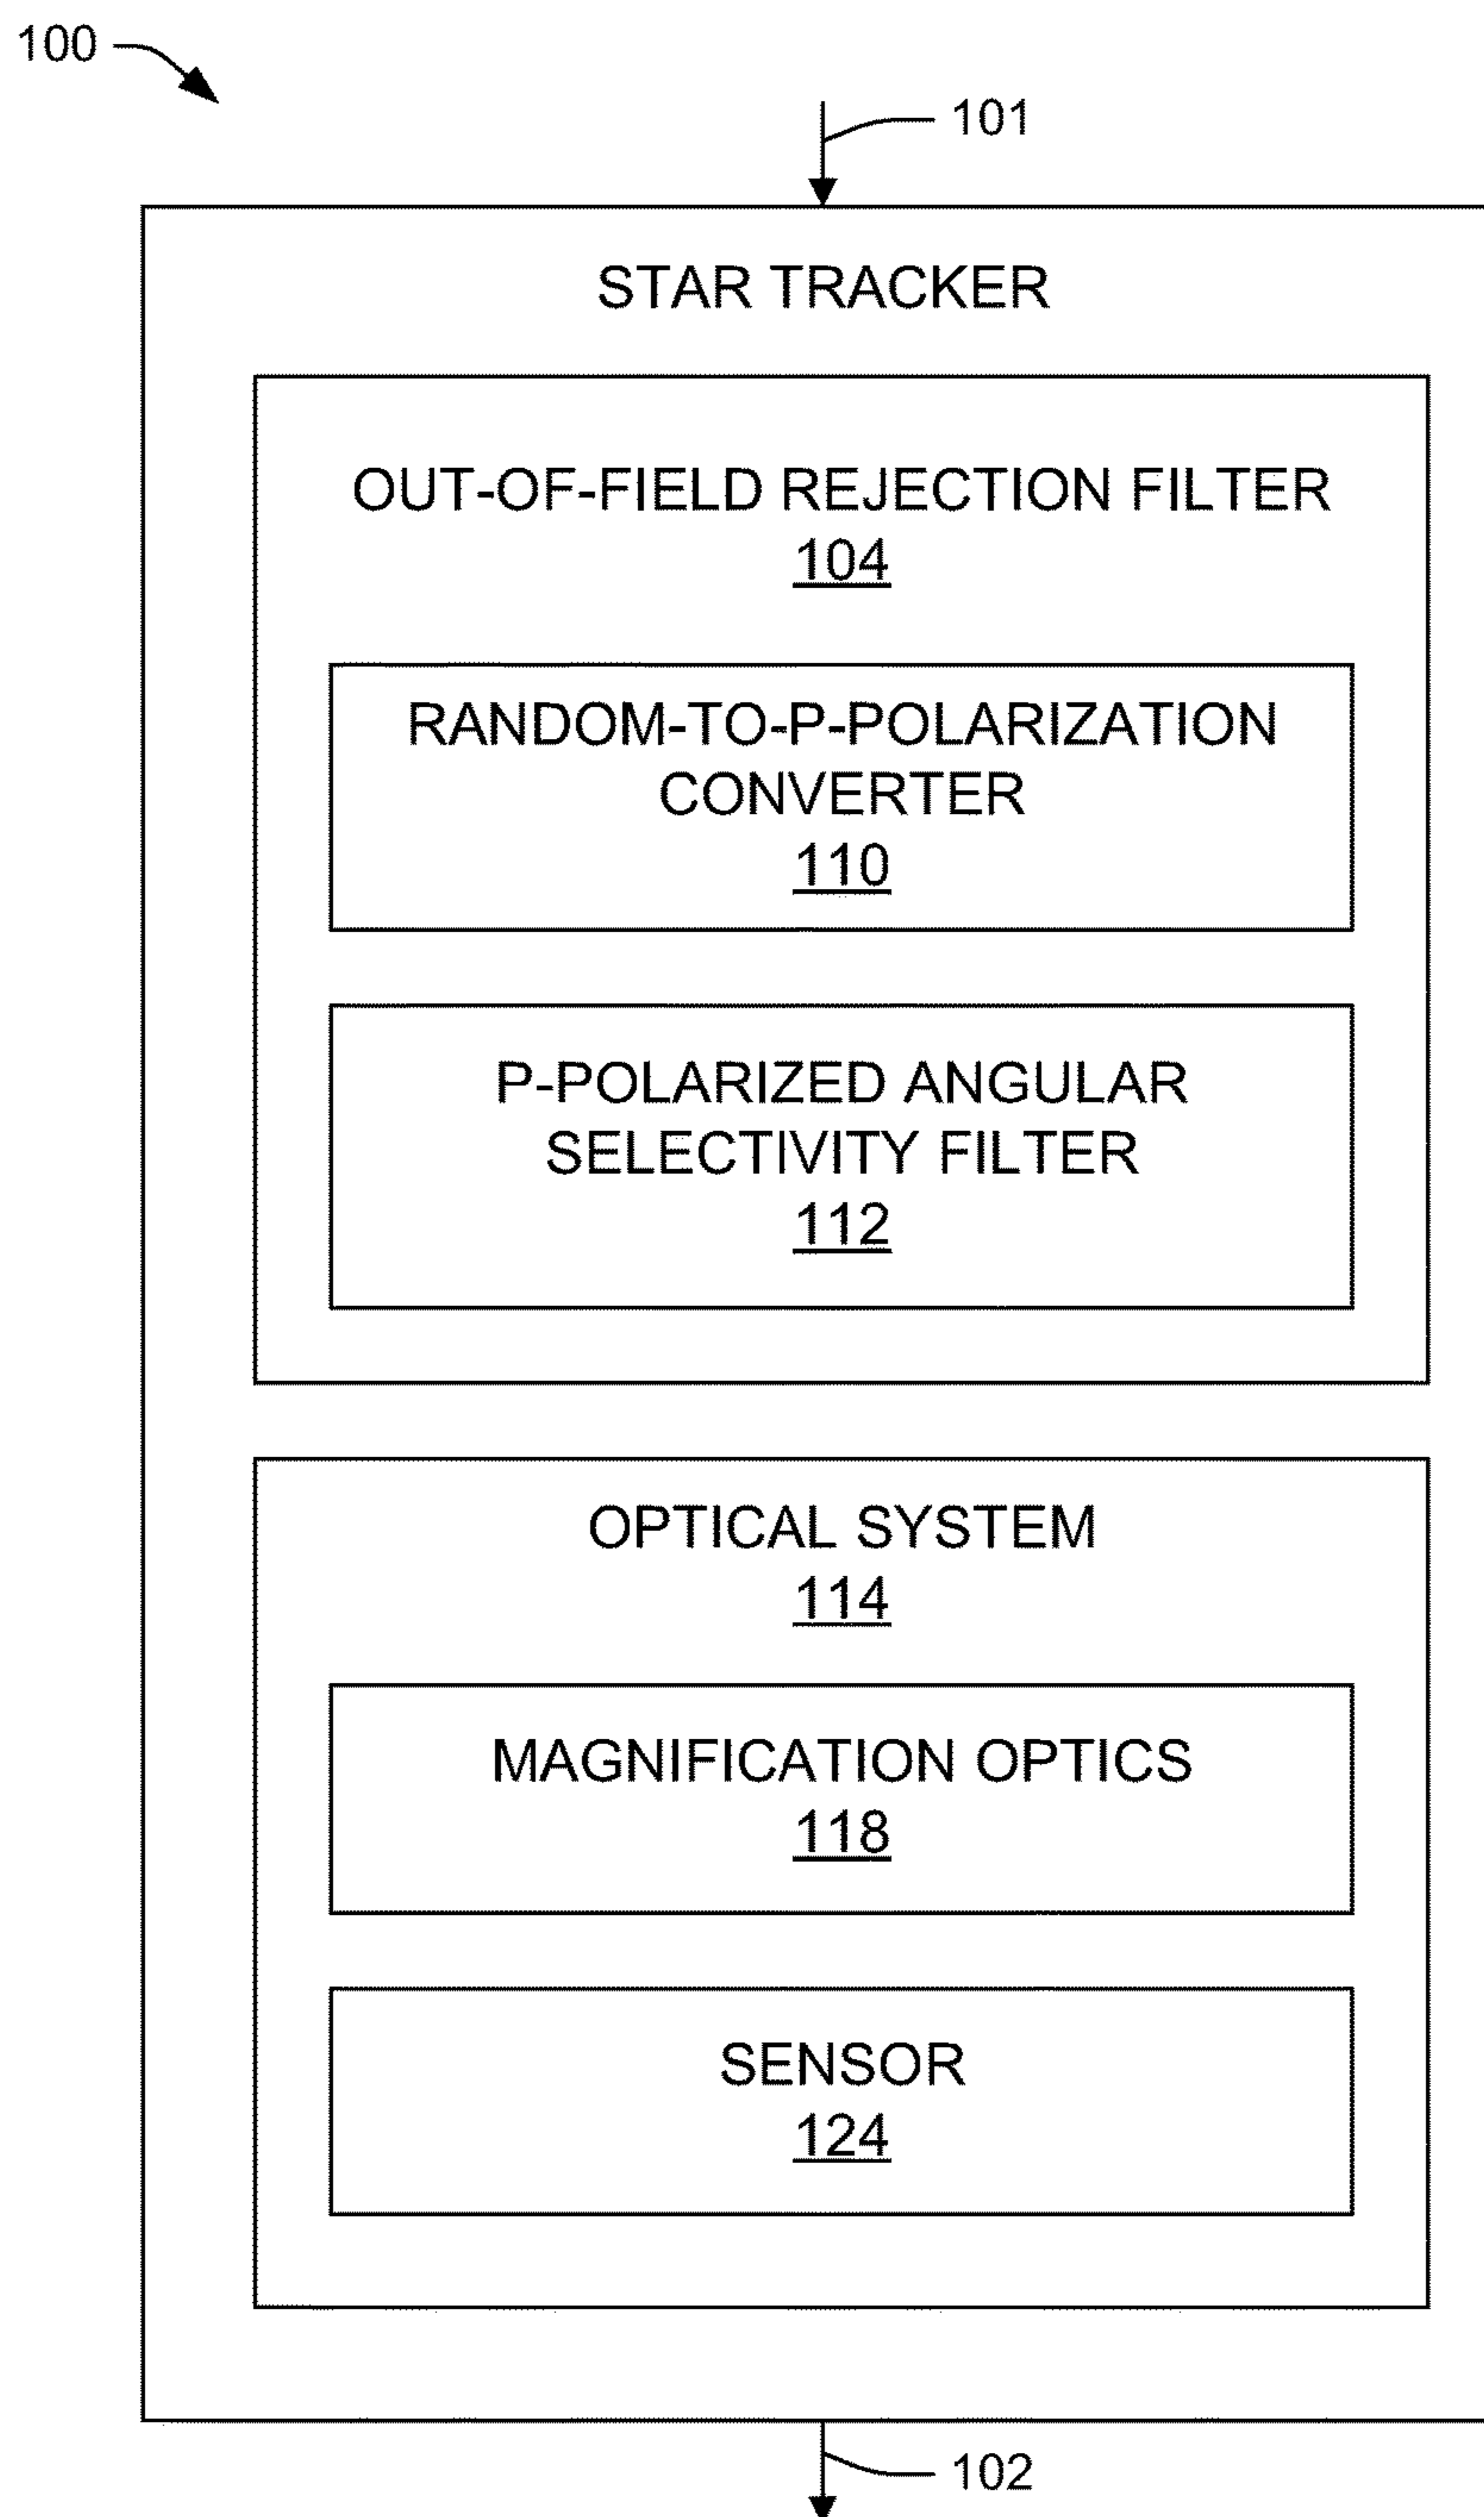 100
101
STAR TRACKER
OUT-OF-FIELD REJECTION FILTER
104
RANDOM-TO-P-POLARIZATION
CONVERTER
110
P-POLARIZED ANGULAR
SELECTIVITY FILTER
112
OPTICAL SYSTEM
114
MAGNIFICATION OPTICS
118
SENSOR
124
102